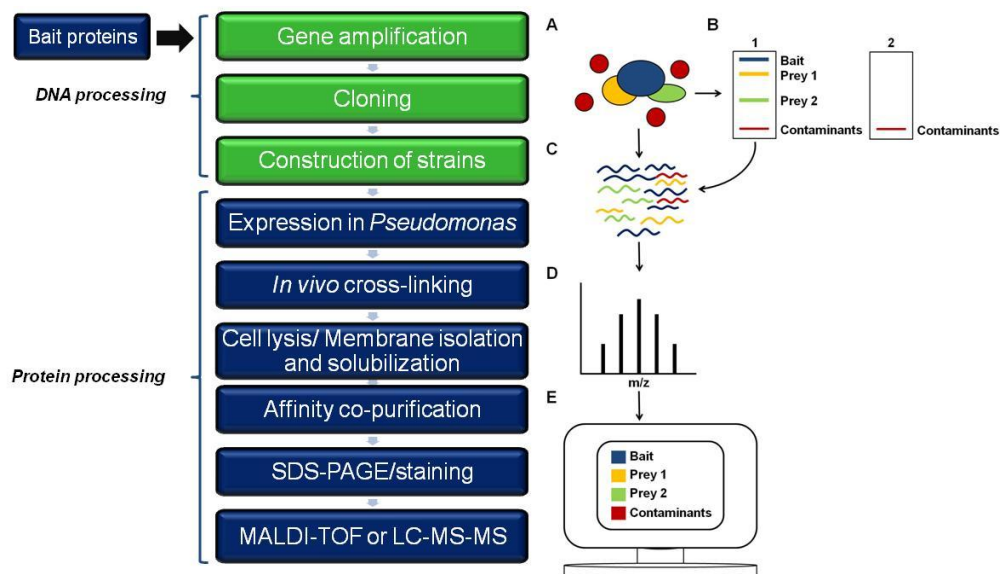 Bait proteins
DNA processing
Gene amplification
Cloning
Construction of strains
Protein processing
Expression in Pseudomonas
In vivo cross-linking
Cell lysis/ Membrane isolation
and solubilization
Affinity co-purification
SDS-PAGE/staining
MALDI-TOF or LC-MS-MS
A
B
1
2
Bait
Prey 1
Prey 2
Contaminants
Contaminants
C
D
m/z
E
Bait
Prey 1
Prey 2
Contaminants